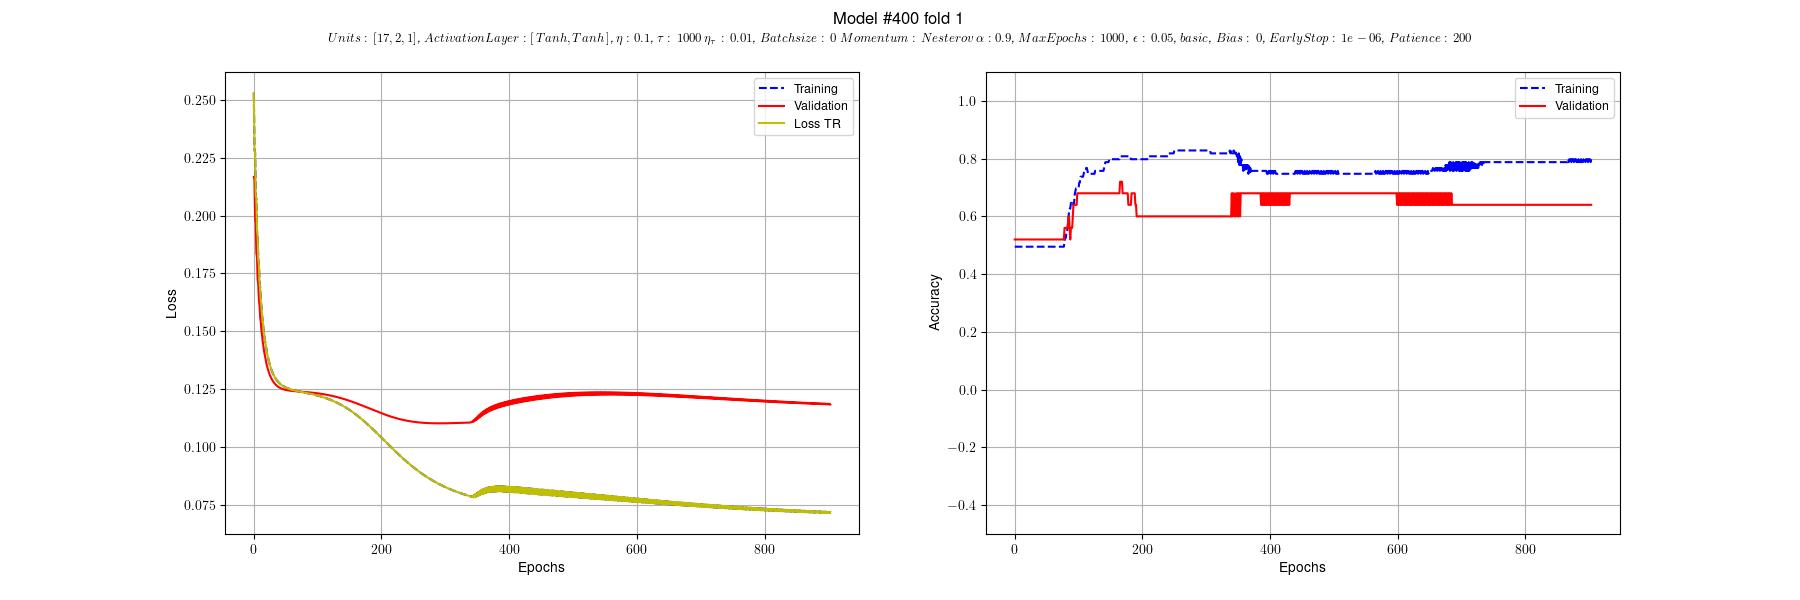 Model #400 fold 1
Units : [17, 2, 1], ActivationLayer : [Tanh, Tanh], η : 0.1, τ : 1000 η_τ : 0.01, Batchsize : 0 Momentum : Nesterov α : 0.9, MaxEpochs : 1000, ϵ : 0.05, basic, Bias : 0, EarlyStop : 1e − 06, Patience : 200
Training
Validation
Loss TR
0.250
0.225
0.200
0.175
0.150
0.125
0.100
0.075
Loss
0
200
400
600
800
Epochs
Training
Validation
1.0
0.8
0.6
0.4
0.2
0.0
−0.2
−0.4
Accuracy
0
200
400
600
800
Epochs